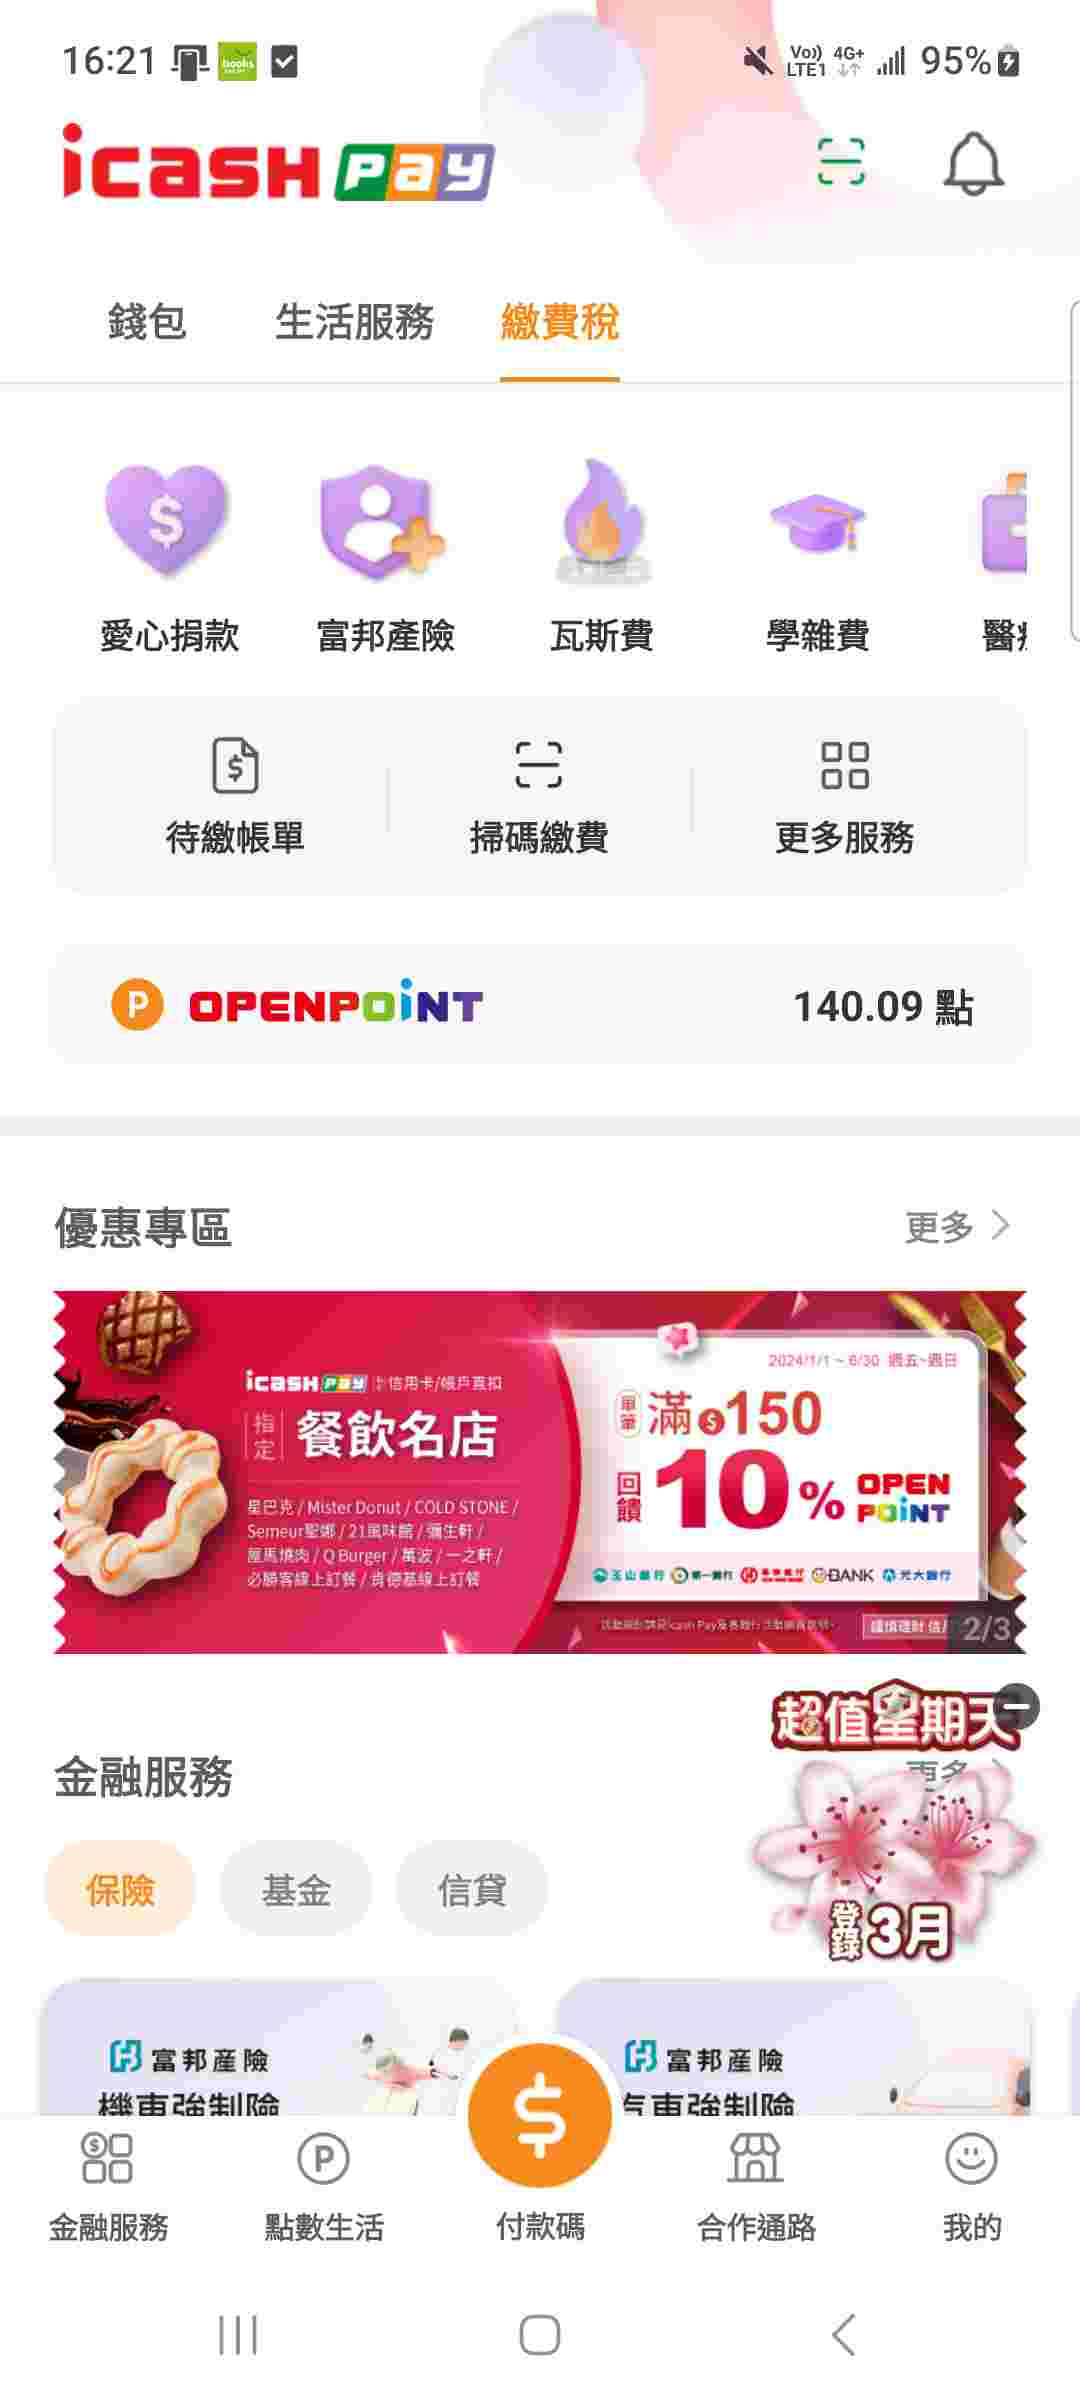 16:21
books
Vo))
LTE1
4G+
95%
icash Pay
錢包
生活服務
繳費稅
愛心捐款
富邦產險
瓦斯費
學雜費
醫
待繳帳單
掃碼繳費
更多服務
P OPENPOINT
140.09 點
優惠專區
更多
icash Pay 信用卡/帳戶直扣
指定 餐飲名店
星巴克 / Mister Donut / COLD STONE /
Semeur聖娜 / 21風味館 / 彌生軒 /
屋馬燒肉 / Q Burger / 萬波 / 一之軒 /
必勝客線上訂餐 / 肯德基線上訂餐
2024/1/1 ~ 6/30 週五~週日
單筆 滿$150
回饋 10% OPENPOINT
玉山銀行 第一銀行 BANK 元大銀行
謹慎理財 信
2/3
超值星期天
金融服務
更多
登錄3月
保險
基金
信貸
富邦產險
機車強制險
富邦產險
汽車強制險
金融服務
點數生活
付款碼
合作通路
我的